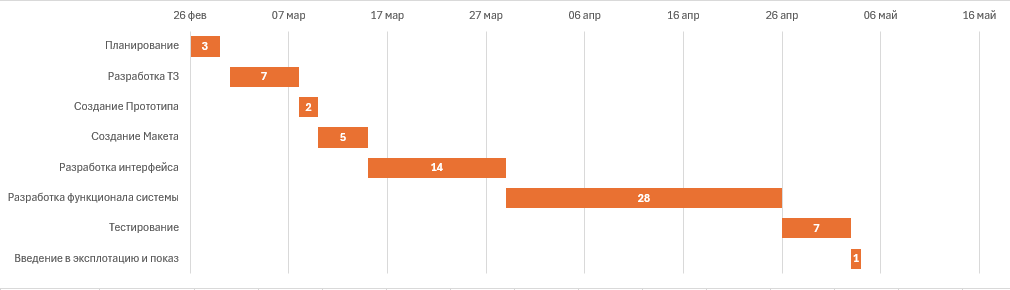 26 фев 07 мар 17 мар 27 мар 06 апр 16 апр 26 апр 06 май 16 май
Планирование 3
Разработка ТЗ 7
Создание Прототипа 2
Создание Макета 5
Разработка интерфейса 14
Разработка функционала системы 28
Тестирование 7
Введение в эксплотацию и показ 1